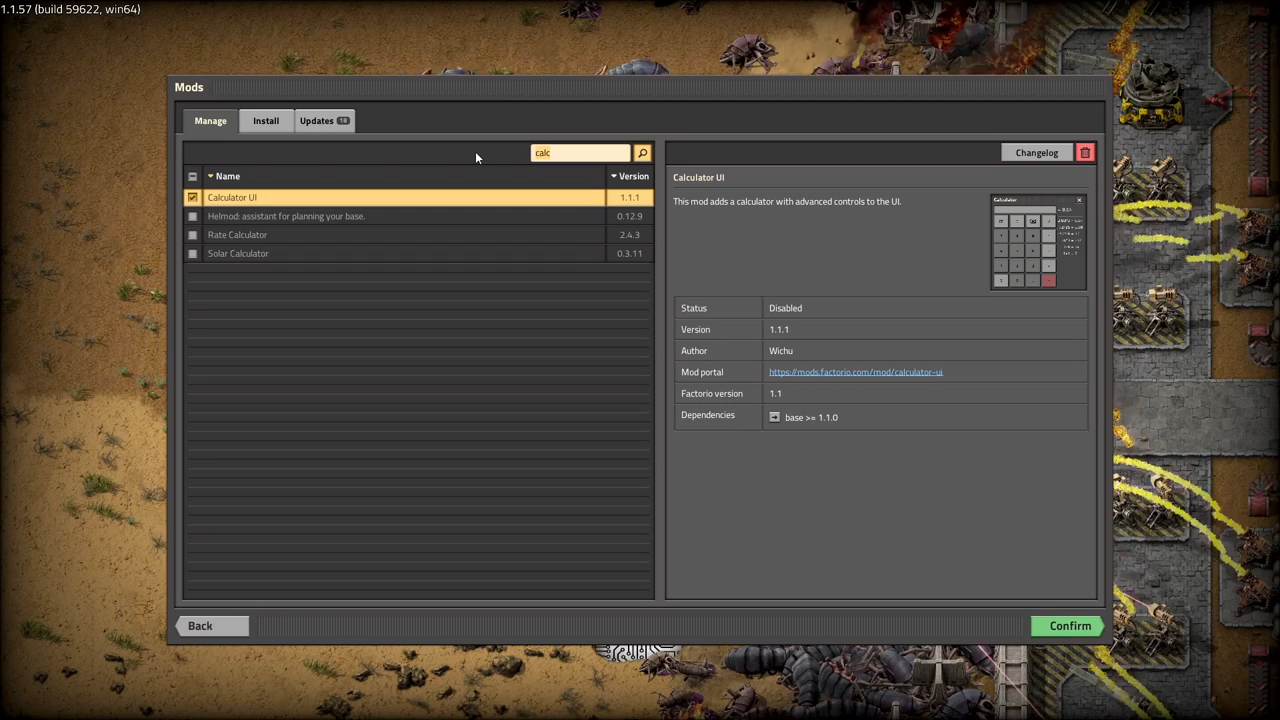 1.1.57 (build 59622, win64)
Mods
Manage
Install
Updates 18
calc
Changelog
Name
Version
Calculator UI
1.1.1
Helmod: assistant for planning your base.
0.12.9
Rate Calculator
2.4.3
Solar Calculator
0.3.11
Calculator UI
This mod adds a calculator with advanced controls to the UI.
Calculator
Status
Disabled
Version
1.1.1
Author
Wichu
Mod portal
https://mods.factorio.com/mod/calculator-ui
Factorio version
1.1
Dependencies
base >= 1.1.0
Back
Confirm